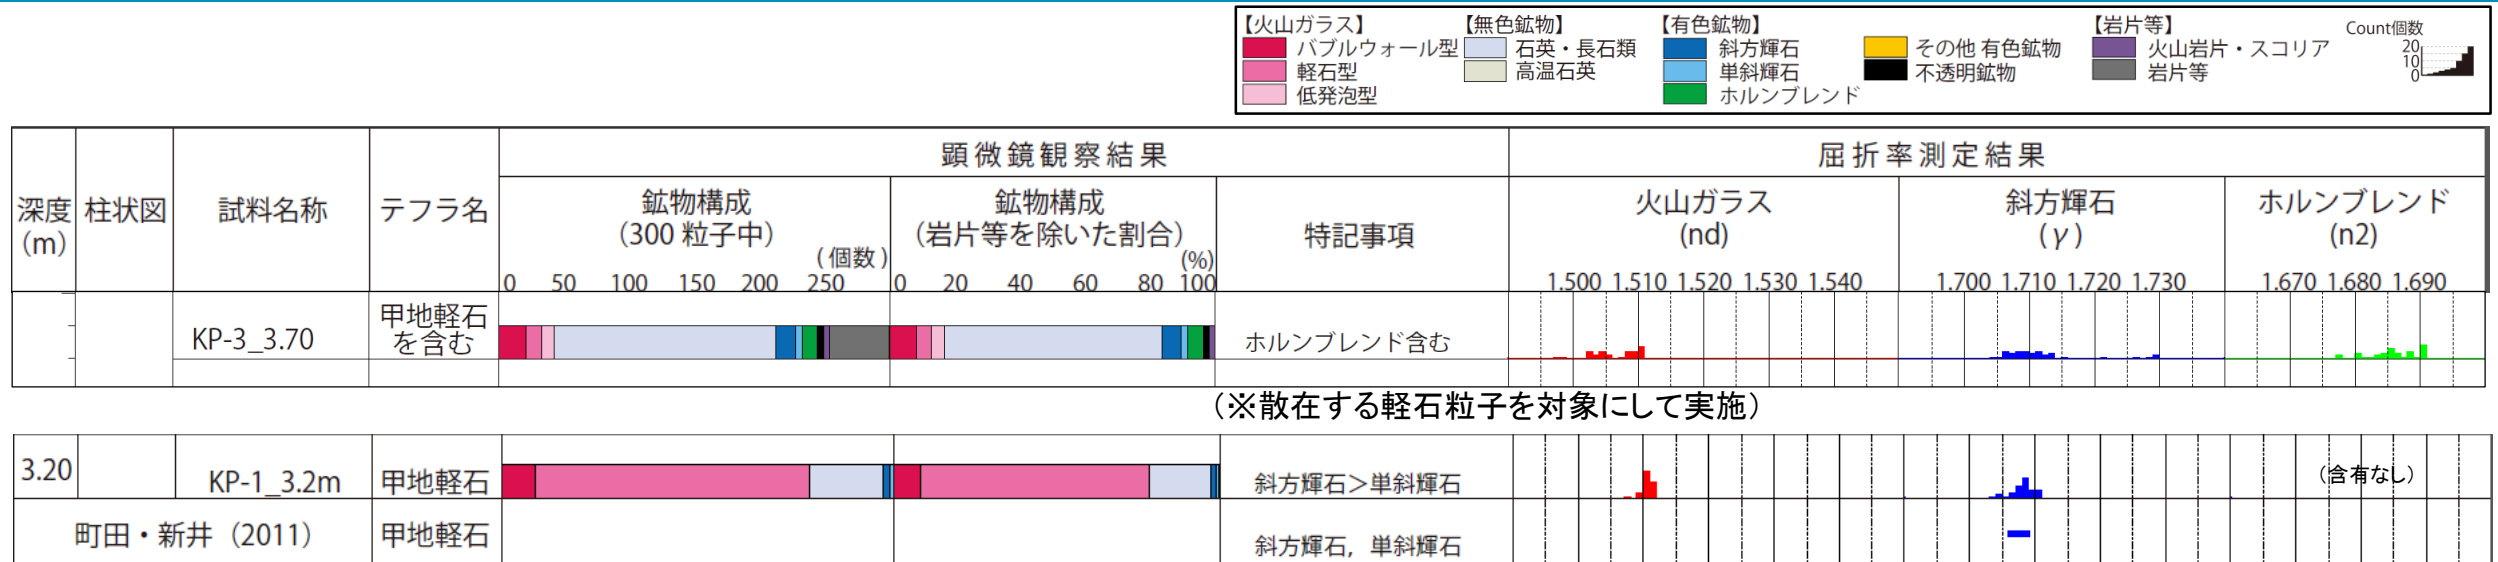 【火山ガラス】 【無色鉱物】 【有色鉱物】 【岩片等】 Count個数
バブルウォール型 石英・長石類 斜方輝石 その他 有色鉱物 火山岩片・スコリア 20
軽石型 高温石英 単斜輝石 不透明鉱物 岩片等 10
低発泡型 ホルンブレンド 0
顕微鏡観察結果 屈折率測定結果
深度 柱状図 試料名称 テフラ名 鉱物構成 鉱物構成 特記事項 火山ガラス 斜方輝石 ホルンブレンド
(m) (300 粒子中) (岩片等を除いた割合) (nd) (γ) (n2)
(個数) (%)
0 50 100 150 200 250 0 20 40 60 80 100 1.500 1.510 1.520 1.530 1.540 1.700 1.710 1.720 1.730 1.670 1.680 1.690
KP-3_3.70 甲地軽石 ホルンブレンド含む
を含む
(※散在する軽石粒子を対象にして実施)
3.20 KP-1_3.2m 甲地軽石 斜方輝石＞単斜輝石 (含有なし)
町田・新井（2011） 甲地軽石 斜方輝石，単斜輝石